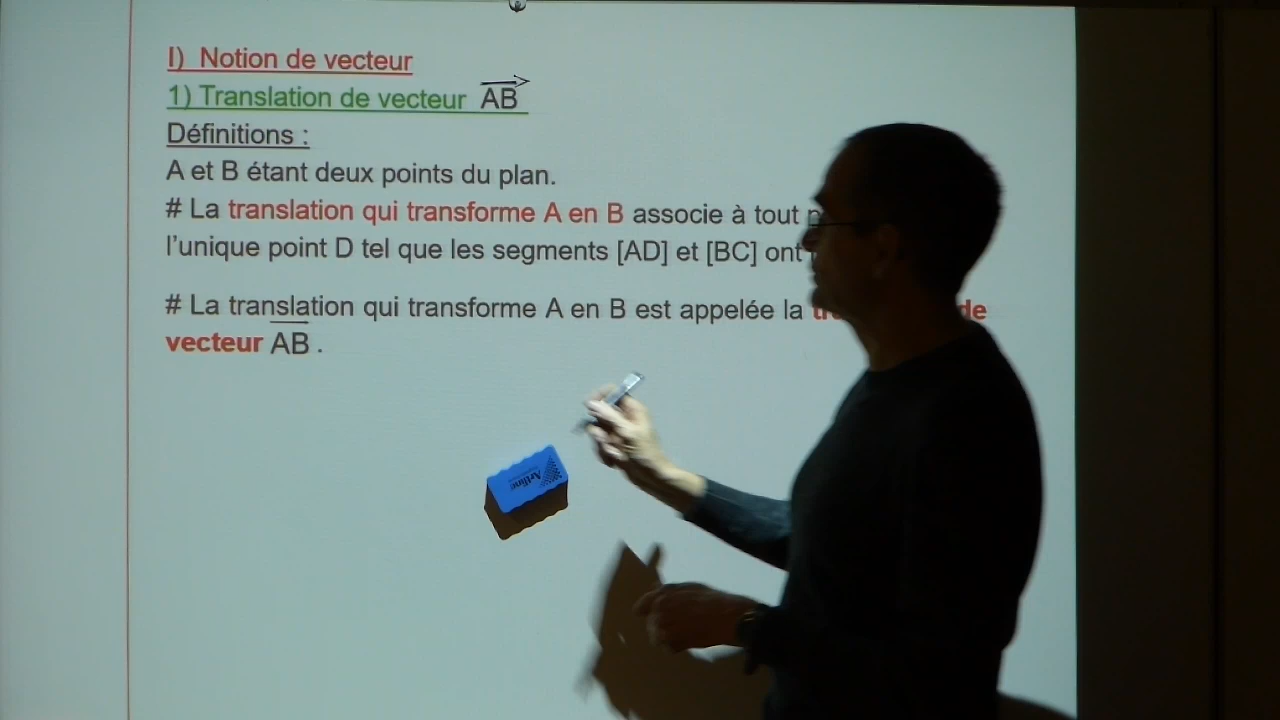 I) Notion de vecteur
1) Translation de vecteur AB
Définitions :
A et B étant deux points du plan.
# La translation qui transforme A en B associe à tout
l'unique point D tel que les segments [AD] et [BC] ont
# La translation qui transforme A en B est appelée la de
vecteur AB .
Artline